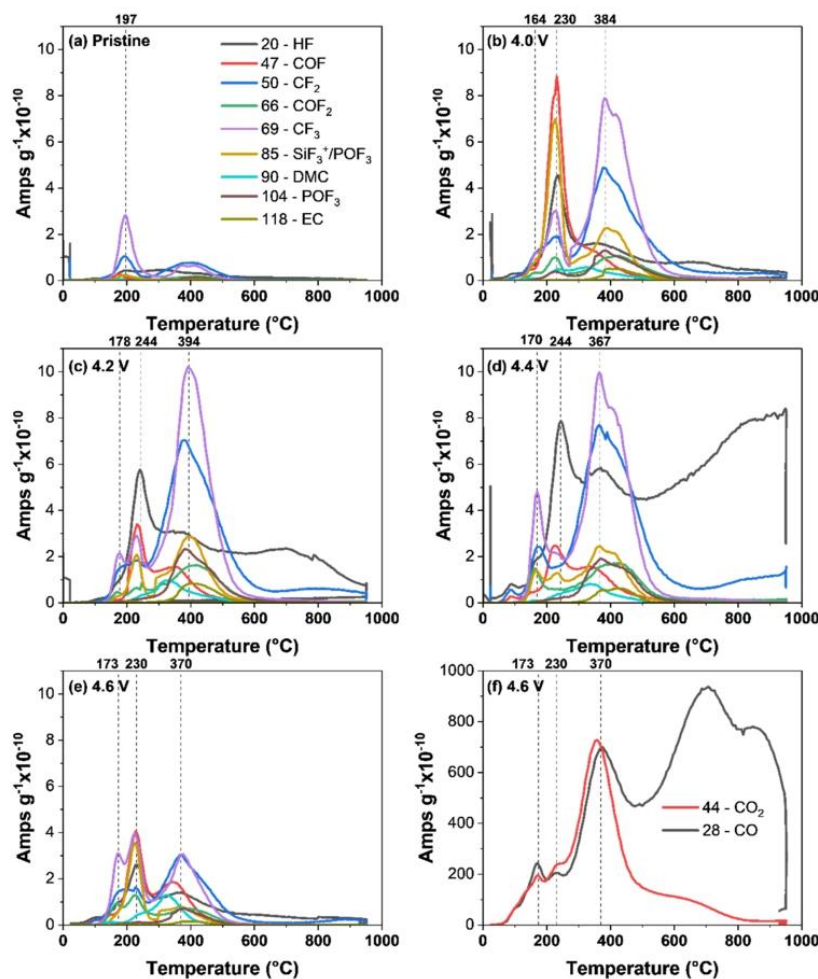 197
(a) Pristine
20 - HF
47 - COF
50 - CF₂
66 - COF₂
69 - CF₃
85 - SiF₃⁺/POF₃
90 - DMC
104 - POF₃
118 - EC
Amps g⁻¹x10⁻¹⁰
10
8
6
4
2
0
0 200 400 600 800 1000
Temperature (°C)
164 230 384
(b) 4.0 V
Amps g⁻¹x10⁻¹⁰
10
8
6
4
2
0
0 200 400 600 800 1000
Temperature (°C)
178 244 394
(c) 4.2 V
Amps g⁻¹x10⁻¹⁰
10
8
6
4
2
0
0 200 400 600 800 1000
Temperature (°C)
170 244 367
(d) 4.4 V
Amps g⁻¹x10⁻¹⁰
10
8
6
4
2
0
0 200 400 600 800 1000
Temperature (°C)
173 230 370
(e) 4.6 V
Amps g⁻¹x10⁻¹⁰
10
8
6
4
2
0
0 200 400 600 800 1000
Temperature (°C)
173 230 370
(f) 4.6 V
44 - CO₂
28 - CO
Amps g⁻¹x10⁻¹⁰
1000
900
800
700
600
500
400
300
200
100
0
0 200 400 600 800 1000
Temperature (°C)